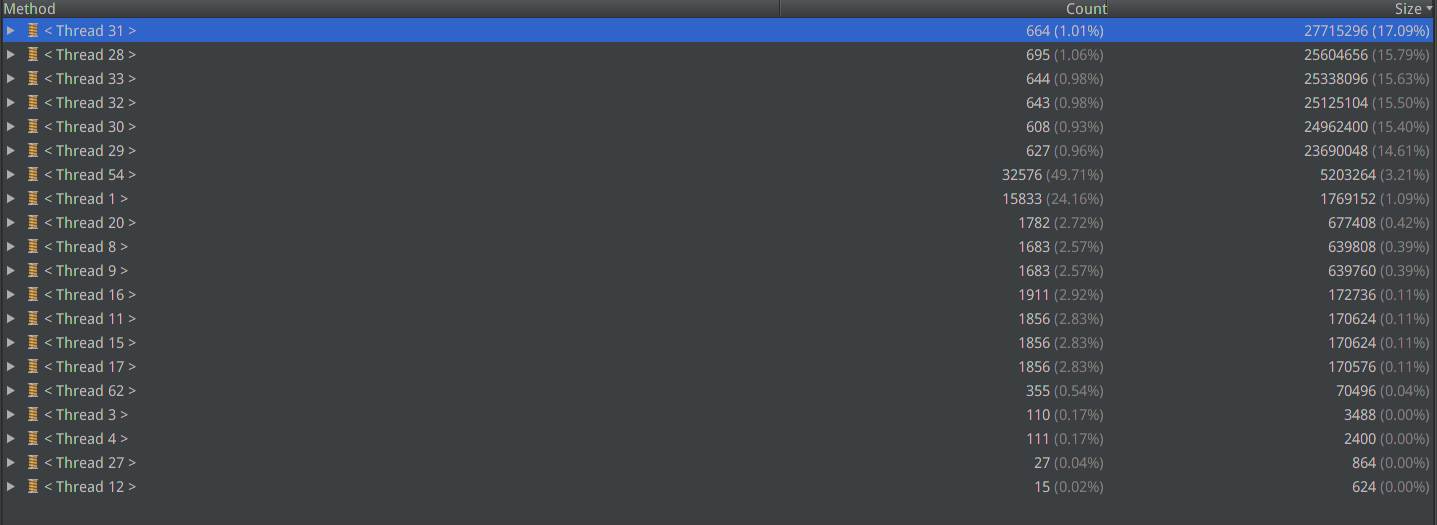 Method Count Size
< Thread 31 > 664 (1.01%) 27715296 (17.09%)
< Thread 28 > 695 (1.06%) 25604656 (15.79%)
< Thread 33 > 644 (0.98%) 25338096 (15.63%)
< Thread 32 > 643 (0.98%) 25125104 (15.50%)
< Thread 30 > 608 (0.93%) 24962400 (15.40%)
< Thread 29 > 627 (0.96%) 23690048 (14.61%)
< Thread 54 > 32576 (49.71%) 5203264 (3.21%)
< Thread 1 > 15833 (24.16%) 1769152 (1.09%)
< Thread 20 > 1782 (2.72%) 677408 (0.42%)
< Thread 8 > 1683 (2.57%) 639808 (0.39%)
< Thread 9 > 1683 (2.57%) 639760 (0.39%)
< Thread 16 > 1911 (2.92%) 172736 (0.11%)
< Thread 11 > 1856 (2.83%) 170624 (0.11%)
< Thread 15 > 1856 (2.83%) 170624 (0.11%)
< Thread 17 > 1856 (2.83%) 170576 (0.11%)
< Thread 62 > 355 (0.54%) 70496 (0.04%)
< Thread 3 > 110 (0.17%) 3488 (0.00%)
< Thread 4 > 111 (0.17%) 2400 (0.00%)
< Thread 27 > 27 (0.04%) 864 (0.00%)
< Thread 12 > 15 (0.02%) 624 (0.00%)